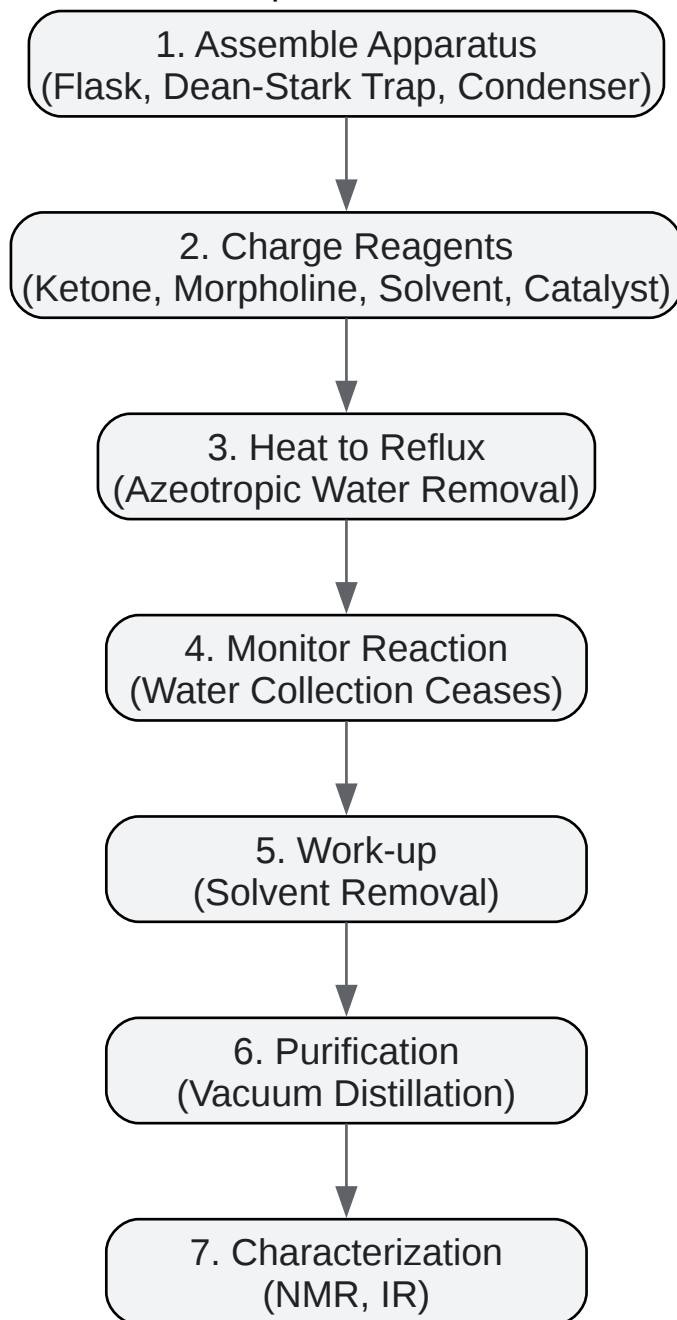 1. Assemble Apparatus
(Flask, Dean-Stark Trap, Condenser)
2. Charge Reagents
(Ketone, Morpholine, Solvent, Catalyst)
3. Heat to Reflux
(Azeotropic Water Removal)
4. Monitor Reaction
(Water Collection Ceases)
5. Work-up
(Solvent Removal)
6. Purification
(Vacuum Distillation)
7. Characterization
(NMR, IR)